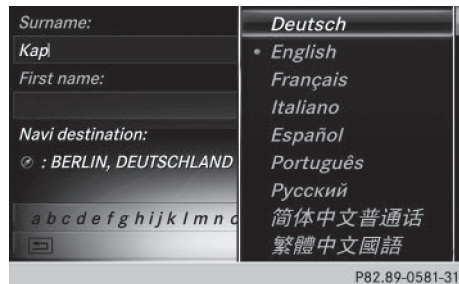 Surname:
Kap
First name:
Navi destination:
: BERLIN, DEUTSCHLAND
a b c d e f g h i j k l m n o
Deutsch
English
Français
Italiano
Español
Português
Русский
简体中文普通话
繁體中文國語
P82.89-0581-31